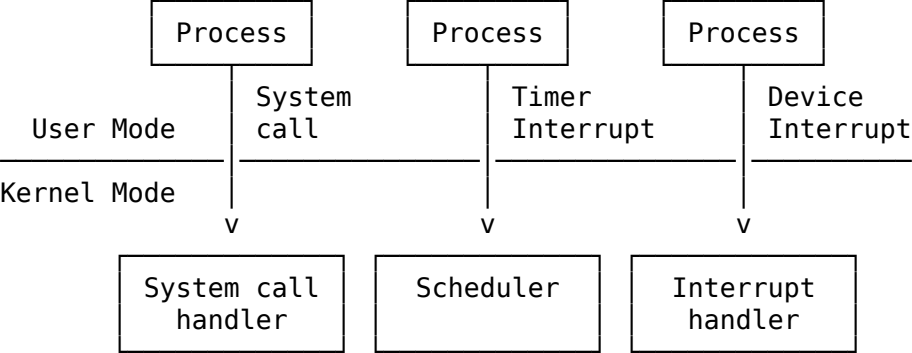 Process Process Process
System Timer Device
User Mode call Interrupt Interrupt
Kernel Mode
v v v
System call Scheduler Interrupt
handler handler